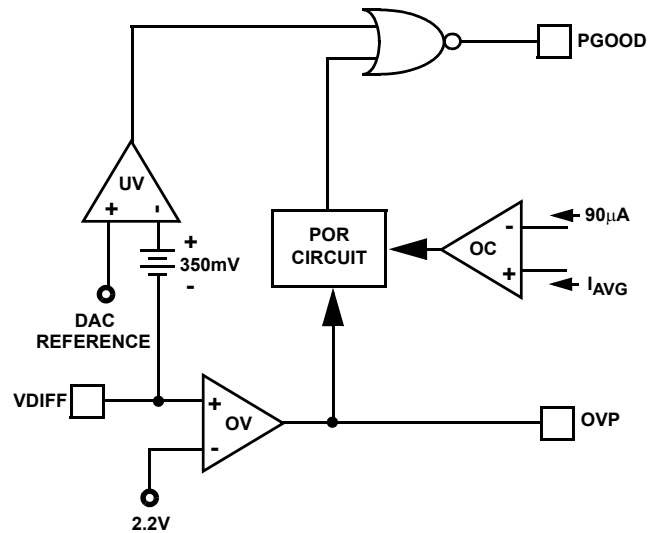 PGOOD
UV
+ -
+
350mV
-
DAC
REFERENCE
POR
CIRCUIT
90μA
-
OC
+
IAVG
VDIFF
+
OV
-
OVP
2.2V